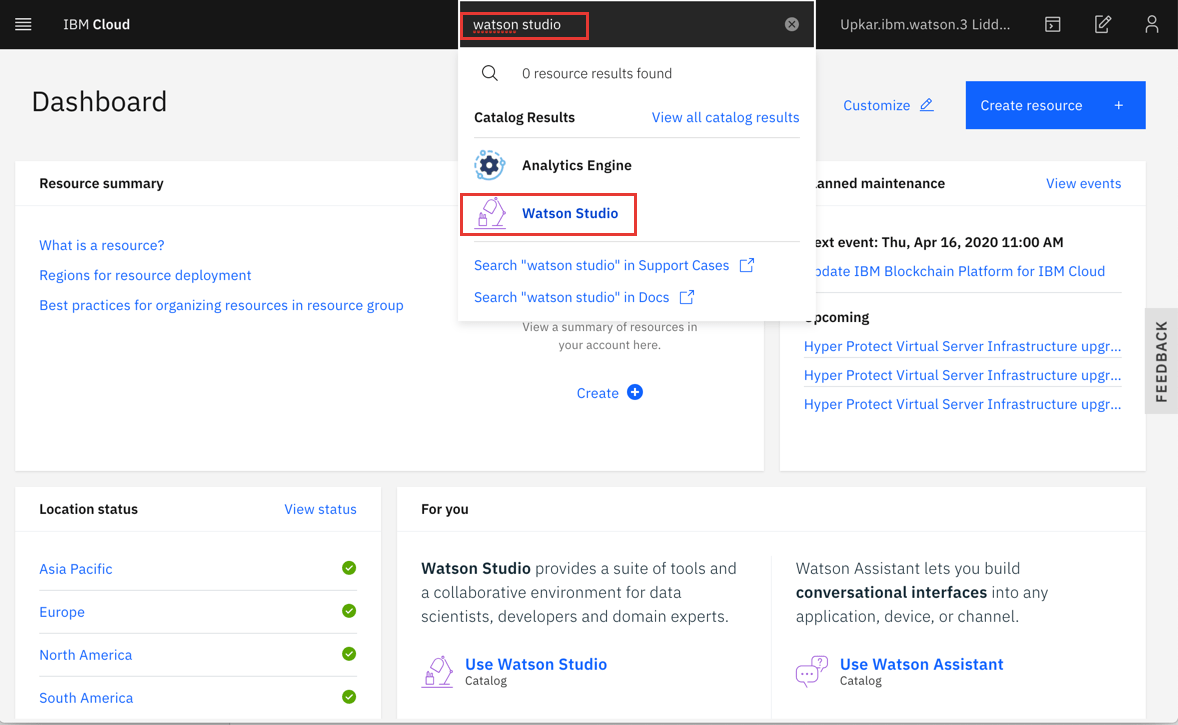 IBM Cloud
watson studio
Upkar.ibm.watson.3 Lidd...
0 resource results found
Catalog Results
View all catalog results
Analytics Engine
Watson Studio
Search "watson studio" in Support Cases
Search "watson studio" in Docs
Dashboard
Customize
Create resource +
Resource summary
What is a resource?
Regions for resource deployment
Best practices for organizing resources in resource group
View a summary of resources in
your account here.
Create
lanned maintenance
View events
ext event: Thu, Apr 16, 2020 11:00 AM
pdate IBM Blockchain Platform for IBM Cloud
pcoming
Hyper Protect Virtual Server Infrastructure upgr...
Hyper Protect Virtual Server Infrastructure upgr...
Hyper Protect Virtual Server Infrastructure upgr...
FEEDBACK
Location status
View status
Asia Pacific
Europe
North America
South America
For you
Watson Studio provides a suite of tools and
a collaborative environment for data
scientists, developers and domain experts.
Use Watson Studio
Catalog
Watson Assistant lets you build
conversational interfaces into any
application, device, or channel.
Use Watson Assistant
Catalog